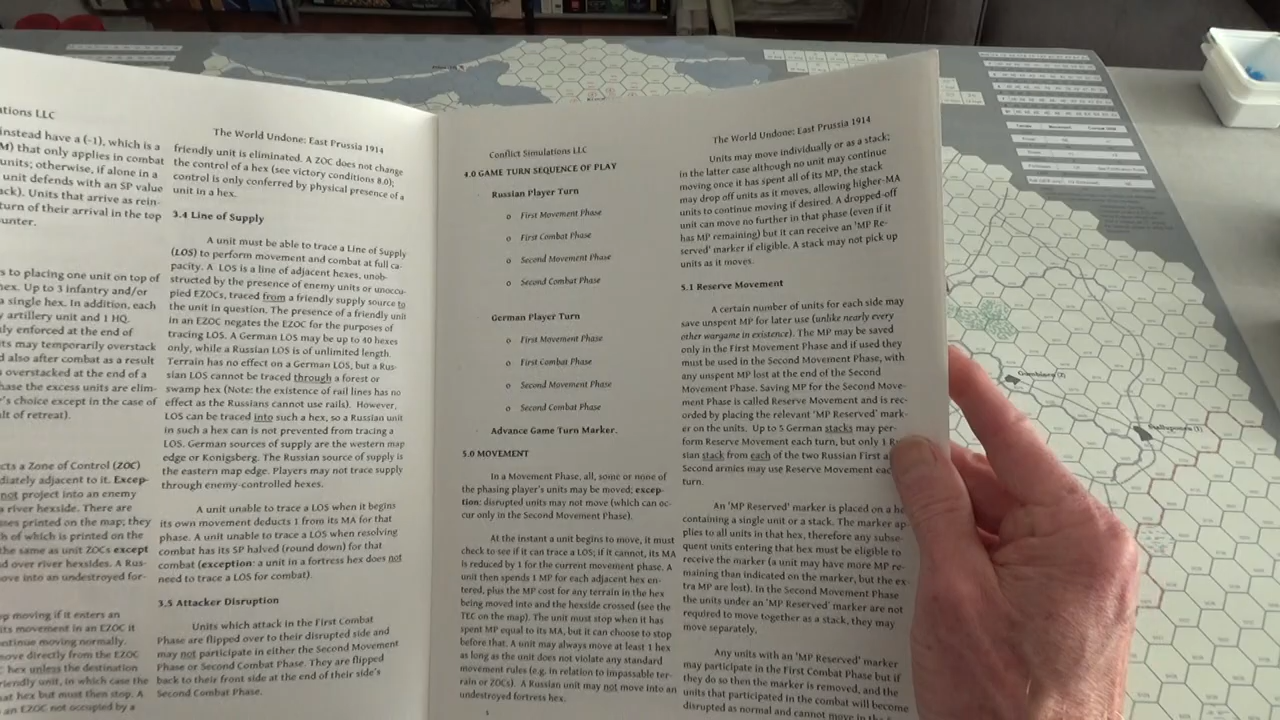 ations LLC
instead have a (-1), which is a
M) that only applies in combat
units; otherwise, if alone in a
unit defends with an SP value
ack). Units that arrive as rein-
turn of their arrival in the top
unter.
s to placing one unit on top of
hex. Up to 3 infantry and/or
a single hex. In addition, each
y artillery unit and 1 HQ.
ly enforced at the end of
ts may temporarily overstack
d also after combat as a result
overstacked at the end of a
hase the excess units are elim-
's choice except in the case of
lt of retreat).
cts a Zone of Control (ZOC)
diately adjacent to it. Excep-
not project into an enemy
a river hexside. There are
ses printed on the map; they
h of which is printed on the
the same as unit ZOCs except
d over river hexsides. A Rus-
ove into an undestroyed for-
p moving if it enters an
its movement in an EZOC it
ntinue moving normally.
ove directly from the EZOC
hex unless the destination
riendly unit, in which case the
at hex but must then stop. A
an EZOC not occupied by a
The World Undone: East Prussia 1914
friendly unit is eliminated. A ZOC does not change
the control of a hex (see victory conditions 8.0);
control is only conferred by physical presence of a
unit in a hex.
3.4 Line of Supply
A unit must be able to trace a Line of Supply
(LOS) to perform movement and combat at full ca-
pacity. A LOS is a line of adjacent hexes, unob-
structed by the presence of enemy units or unoccu-
pied EZOCs, traced from a friendly supply source to
the unit in question. The presence of a friendly unit
in an EZOC negates the EZOC for the purposes of
tracing LOS. A German LOS may be up to 40 hexes
only, while a Russian LOS is of unlimited length.
Terrain has no effect on a German LOS, but a Rus-
sian LOS cannot be traced through a forest or
swamp hex (Note: the existence of rail lines has no
effect as the Russians cannot use rails). However,
LOS can be traced into such a hex, so a Russian unit
in such a hex can is not prevented from tracing a
LOS. German sources of supply are the western map
edge or Konigsberg. The Russian source of supply is
the eastern map edge. Players may not trace supply
through enemy-controlled hexes.
A unit unable to trace a LOS when it begins
its own movement deducts 1 from its MA for that
phase. A unit unable to trace a LOS when resolving
combat has its SP halved (round down) for that
combat (exception: a unit in a fortress hex does not
need to trace a LOS for combat).
3.5 Attacker Disruption
Units which attack in the First Combat
Phase are flipped over to their disrupted side and
may not participate in either the Second Movement
Phase or Second Combat Phase. They are flipped
back to their front side at the end of their side's
Second Combat Phase.
Conflict Simulations LLC
4.0 GAME TURN SEQUENCE OF PLAY
Russian Player Turn
o First Movement Phase
o First Combat Phase
o Second Movement Phase
o Second Combat Phase
German Player Turn
o First Movement Phase
o First Combat Phase
o Second Movement Phase
o Second Combat Phase
Advance Game Turn Marker.
5.0 MOVEMENT
In a Movement Phase, all, some or none of
the phasing player's units may be moved; excep-
tion: disrupted units may not move (which can oc-
cur only in the Second Movement Phase).
At the instant a unit begins to move, it must
check to see if it can trace a LOS; if it cannot, its MA
is reduced by 1 for the current movement phase. A
unit then spends 1 MP for each adjacent hex en-
tered, plus the MP cost for any terrain in the hex
being moved into and the hexside crossed (see the
TEC on the map). The unit must stop when it has
spent MP equal to its MA, but it can choose to stop
before that. A unit may always move at least 1 hex
as long as the unit does not violate any standard
movement rules (e.g. in relation to impassable ter-
rain or ZOCs). A Russian unit may not move into an
undestroyed fortress hex.
The World Undone: East Prussia 1914
Units may move individually or as a stack;
in the latter case although no unit may continue
moving once it has spent all of its MP, the stack
may drop off units as it moves, allowing higher-MA
units to continue moving if desired. A dropped-off
unit can move no further in that phase (even if it
has MP remaining) but it can receive an 'MP Re-
served' marker if eligible. A stack may not pick up
units as it moves.
5.1 Reserve Movement
A certain number of units for each side may
save unspent MP for later use (unlike nearly every
other wargame in existence). The MP may be saved
only in the First Movement Phase and if used they
must be used in the Second Movement Phase, with
any unspent MP lost at the end of the Second
Movement Phase. Saving MP for the Second Move-
ment Phase is called Reserve Movement and is rec-
orded by placing the relevant 'MP Reserved' mark-
er on the units. Up to 5 German stacks may per-
form Reserve Movement each turn, but only 1 R
sian stack from each of the two Russian First a
Second armies may use Reserve Movement eac
turn.
An 'MP Reserved' marker is placed on a he
containing a single unit or a stack. The marker ap-
plies to all units in that hex, therefore any subse-
quent units entering that hex must be eligible to
receive the marker (a unit may have more MP re-
maining than indicated on the marker, but the ex-
tra MP are lost). In the Second Movement Phase
the units under an 'MP Reserved' marker are not
required to move together as a stack, they may
move separately.
Any units with an 'MP Reserved' marker
may participate in the First Combat Phase but if
they do so then the marker is removed, and the
units that participated in the combat will become
disrupted as normal and cannot move in the